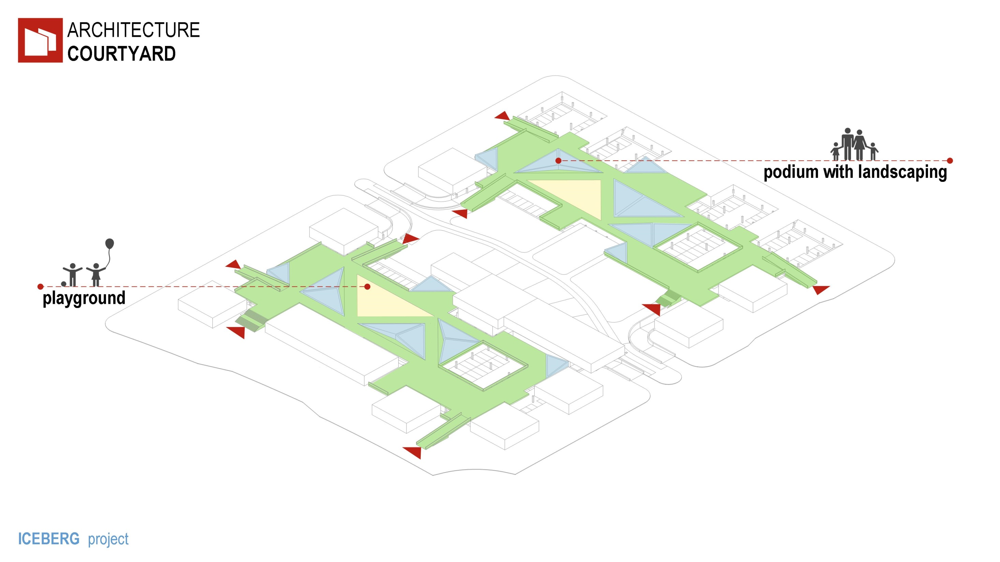 ARCHITECTURE
COURTYARD
podium with landscaping
playground
ICEBERG project